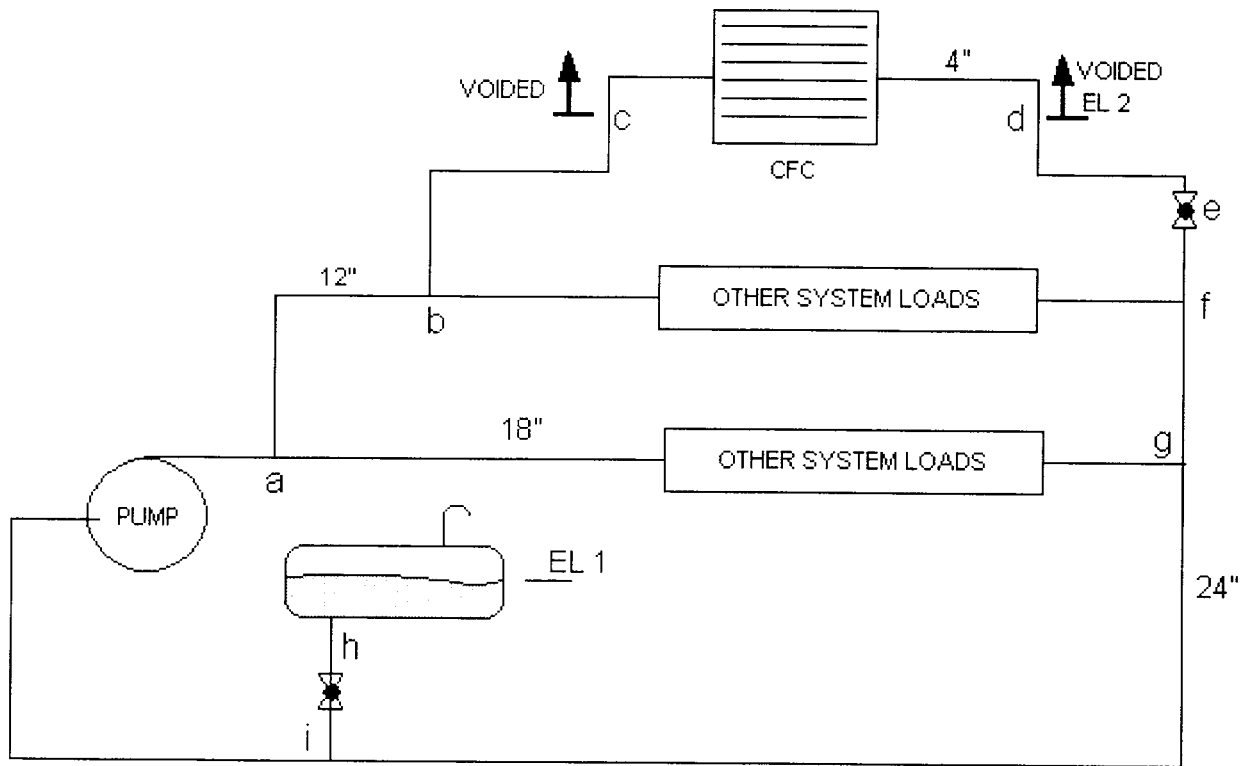 4"
VOIDED
VOIDED
EL 2
c
d
CFC
e
12"
OTHER SYSTEM LOADS
b
f
18"
OTHER SYSTEM LOADS
g
a
PUMP
EL 1
24"
h
i